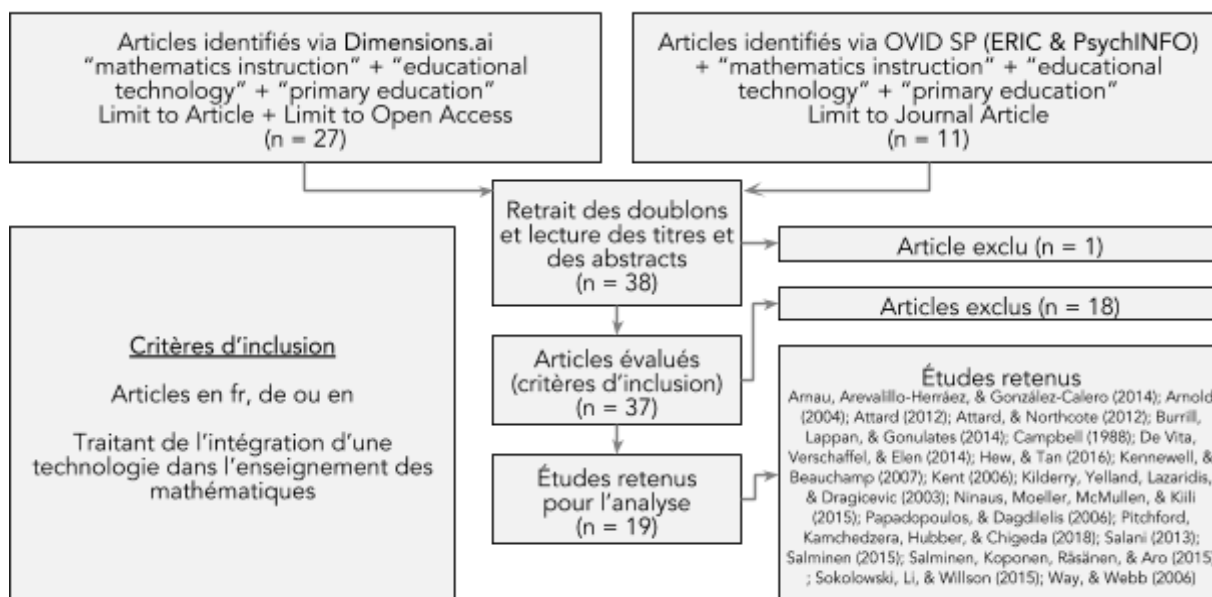 Articles identifiés via Dimensions.ai
“mathematics instruction” + “educational
technology” + “primary education”
Limit to Article + Limit to Open Access
(n = 27)
Articles identifiés via OVID SP (ERIC & PsychINFO)
+ “mathematics instruction” + “educational
technology” + “primary education”
Limit to Journal Article
(n = 11)
Retrait des doublons
et lecture des titres et
des abstracts
(n = 38)
Article exclu (n = 1)
Articles exclus (n = 18)
Critères d’inclusion
Articles en fr, de ou en
Traitant de l’intégration d’une
technologie dans l’enseignement des
mathématiques
Articles évalués
(critères d’inclusion)
(n = 37)
Études retenus
pour l’analyse
(n = 19)
Études retenus
Arnau, Arevalillo-Herráez, & González-Calero (2014); Arnold
(2004); Attard (2012); Attard, & Northcote (2012); Burrill,
Lappan, & Gonulates (2014); Campbell (1988); De Vita,
Verschaffel, & Elen (2014); Hew, & Tan (2016); Kennewell, &
Beauchamp (2007); Kent (2006); Kilderry, Yelland, Lazaridis,
& Dragicevic (2003); Ninaus, Moeller, McMullen, & Kiili
(2015); Papadopoulos, & Dagdilelis (2006); Pitchford,
Kamchedzera, Hubber, & Chigeda (2018); Salani (2013);
Salminen (2015); Salminen, Koponen, Räsänen, & Aro (2015)
; Sokolowski, Li, & Willson (2015); Way, & Webb (2006)